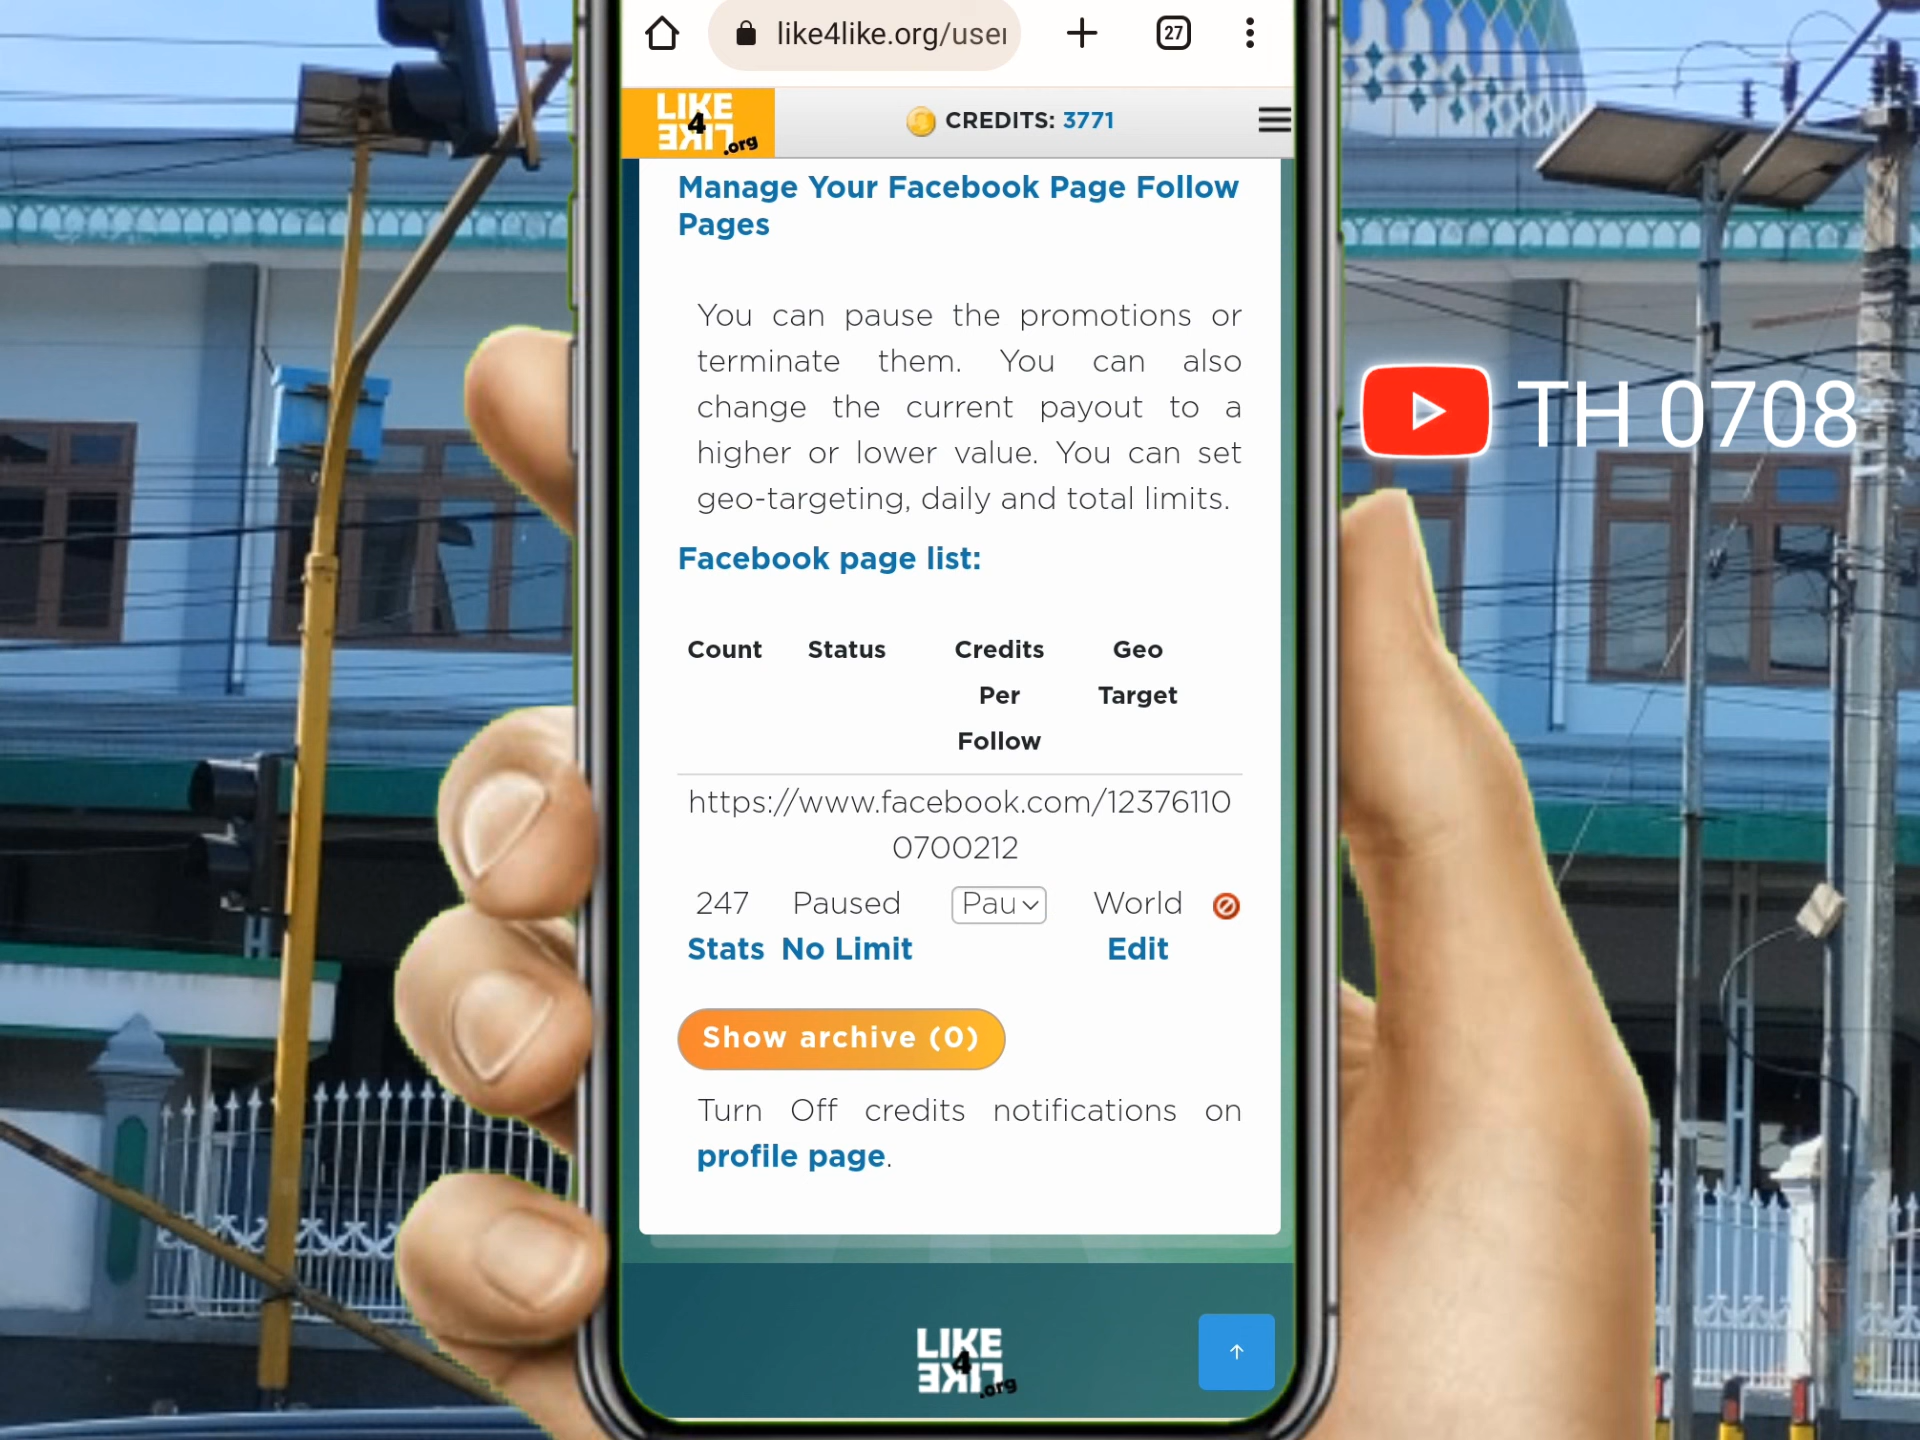 like4like.org/user
27
LIKE
4
LIKE
.org
CREDITS: 3771
Manage Your Facebook Page Follow
Pages
You can pause the promotions or
terminate them. You can also
change the current payout to a
higher or lower value. You can set
geo-targeting, daily and total limits.
Facebook page list:
Count Status Credits Geo
Per Target
Follow
https://www.facebook.com/12376110
0700212
247 Paused Pau World
Stats No Limit Edit
Show archive (0)
Turn Off credits notifications on
profile page.
LIKE
4
LIKE
.org
TH 0708